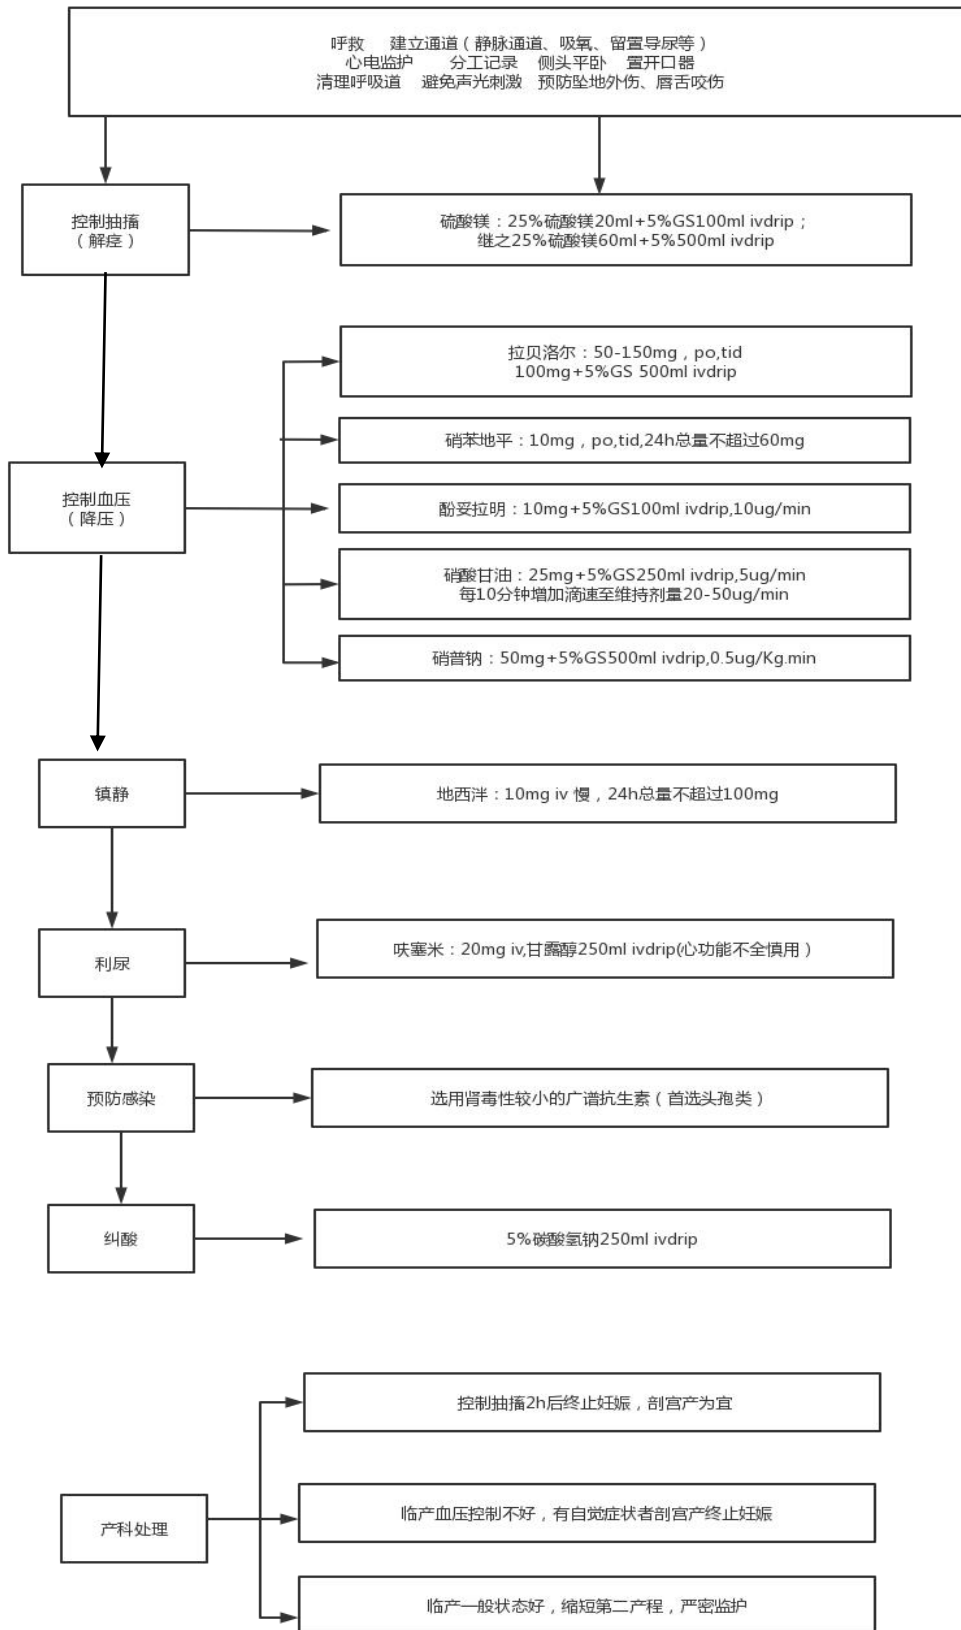 呼救 建立通道（静脉通道、吸氧、留置导尿等）
心电监护 分工记录 侧头平卧 置开口器
清理呼吸道 避免声光刺激 预防坠地外伤、唇舌咬伤
控制抽搐
（解痉）
硫酸镁：25%硫酸镁20ml+5%GS100ml ivdrip；
继之25%硫酸镁60ml+5%500ml ivdrip
拉贝洛尔：50-150mg，po,tid
100mg+5%GS 500ml ivdrip
硝苯地平：10mg，po,tid,24h总量不超过60mg
控制血压
（降压）
酚妥拉明：10mg+5%GS100ml ivdrip,10ug/min
硝酸甘油：25mg+5%GS250ml ivdrip,5ug/min
每10分钟增加滴速至维持剂量20-50ug/min
硝普钠：50mg+5%GS500ml ivdrip,0.5ug/Kg.min
镇静
地西泮：10mg iv 慢，24h总量不超过100mg
利尿
呋塞米：20mg iv,甘露醇250ml ivdrip(心功能不全慎用）
预防感染
选用肾毒性较小的广谱抗生素（首选头孢类）
纠酸
5%碳酸氢钠250ml ivdrip
控制抽搐2h后终止妊娠，剖宫产为宜
产科处理
临产血压控制不好，有自觉症状者剖宫产终止妊娠
临产一般状态好，缩短第二产程，严密监护